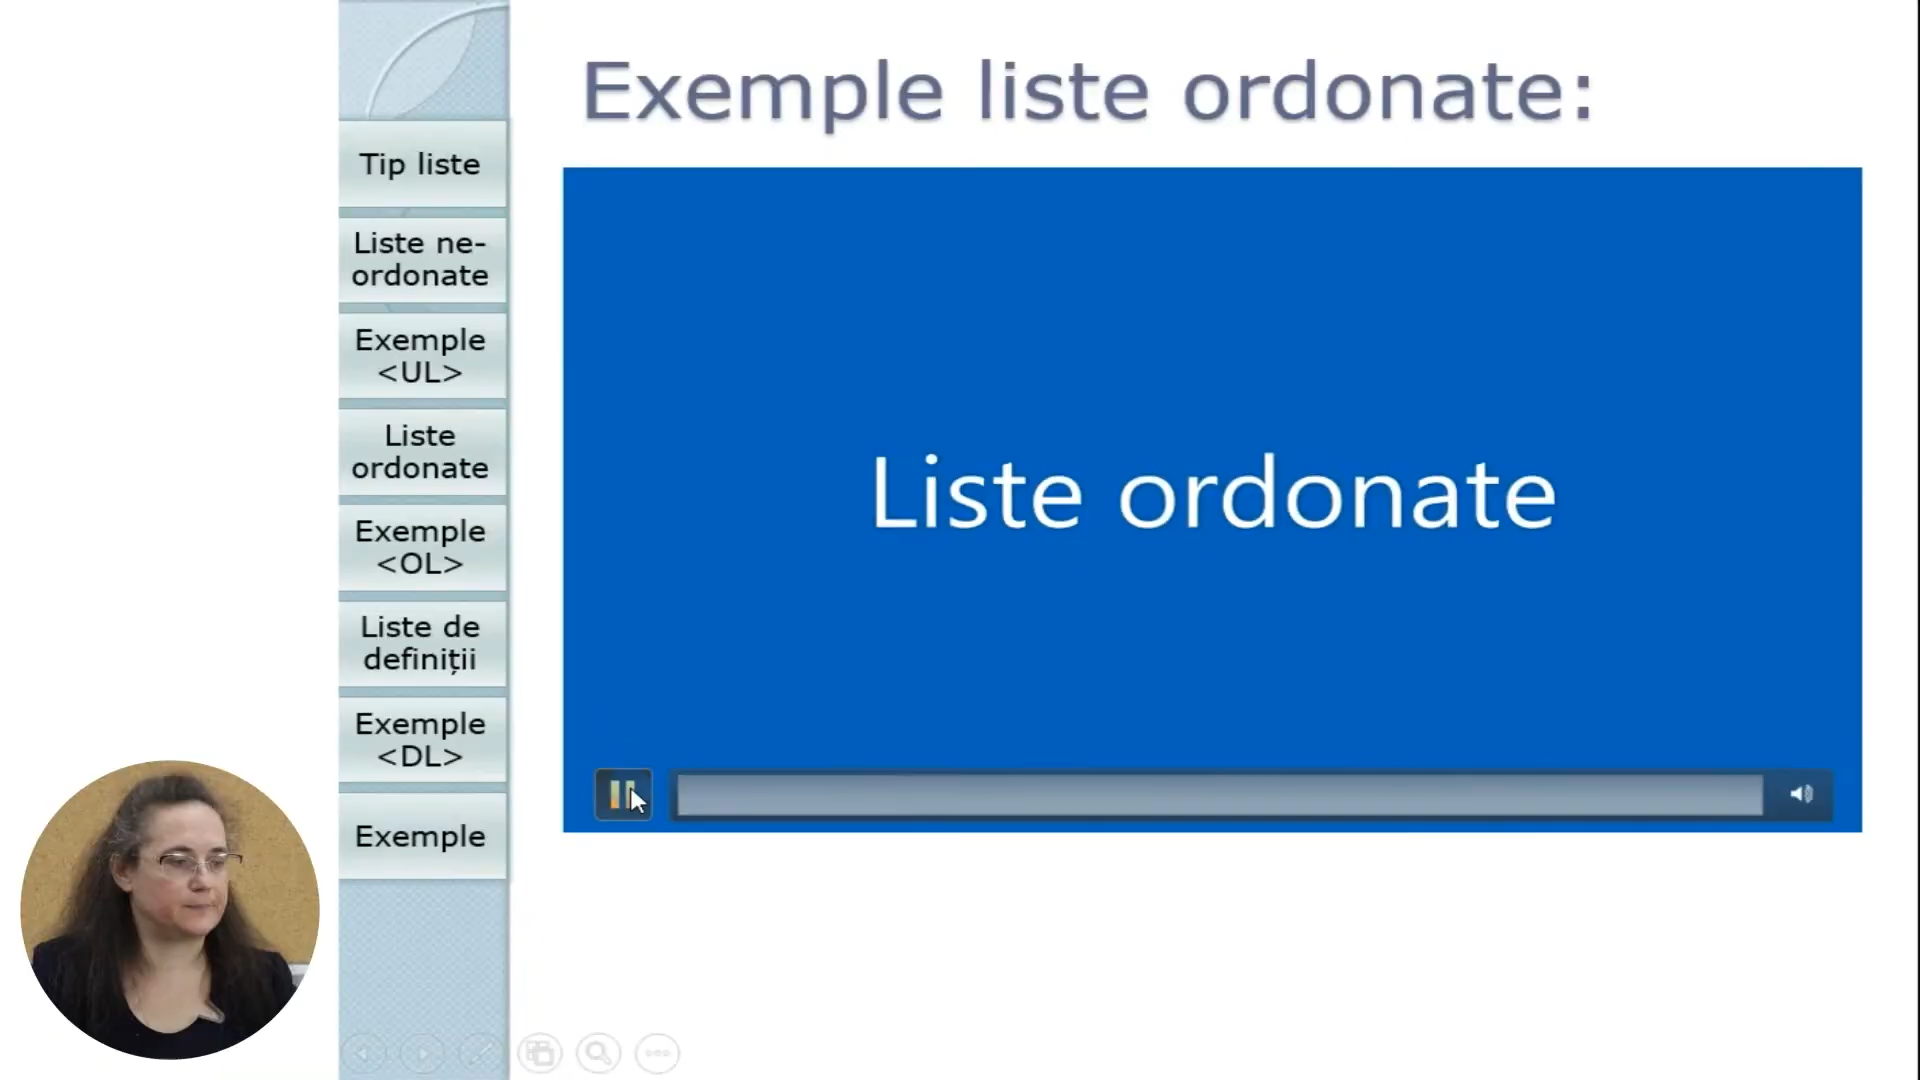 Exemple liste ordonate:
Tip liste
Liste ne-
ordonate
Exemple
<UL>
Liste
ordonate
Exemple
<OL>
Liste de
definiții
Exemple
<DL>
Exemple
Liste ordonate